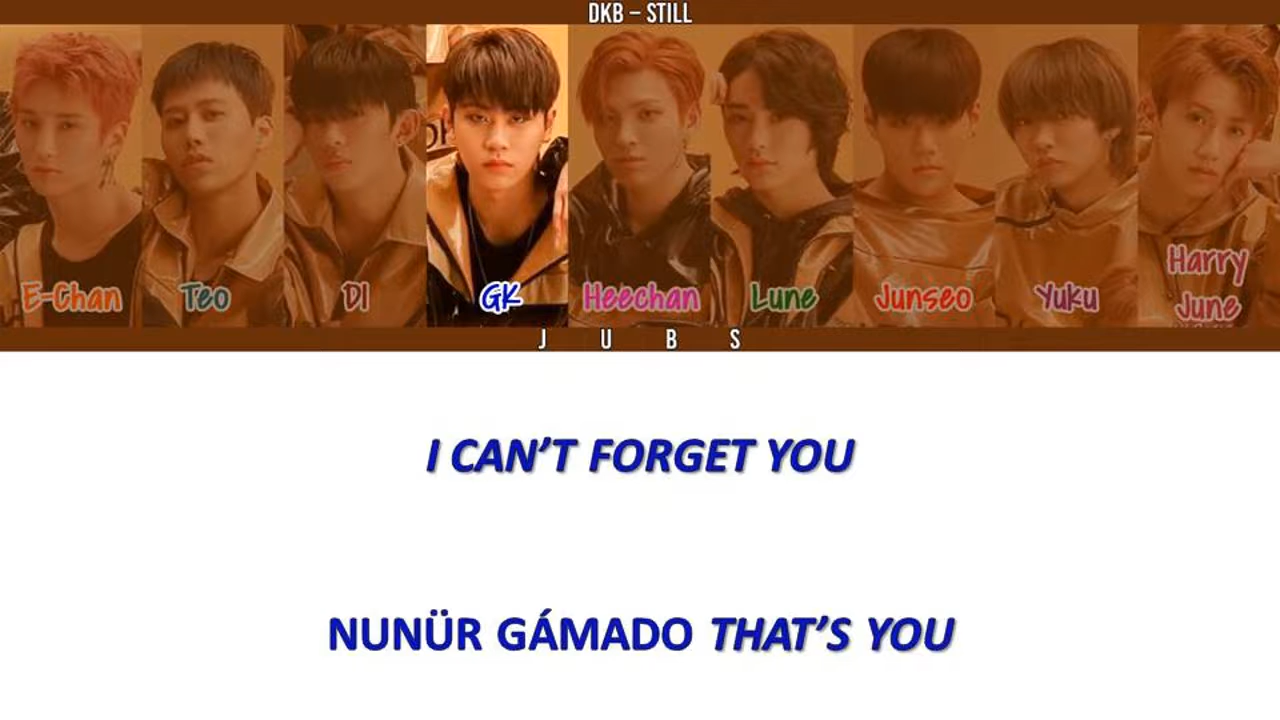 DKB – STILL
E-Chan Teo DI GK Heechan Lune Junseo Yuku Harry June
J U B S
I CAN'T FORGET YOU
NUNÜR GÁMADO THAT'S YOU